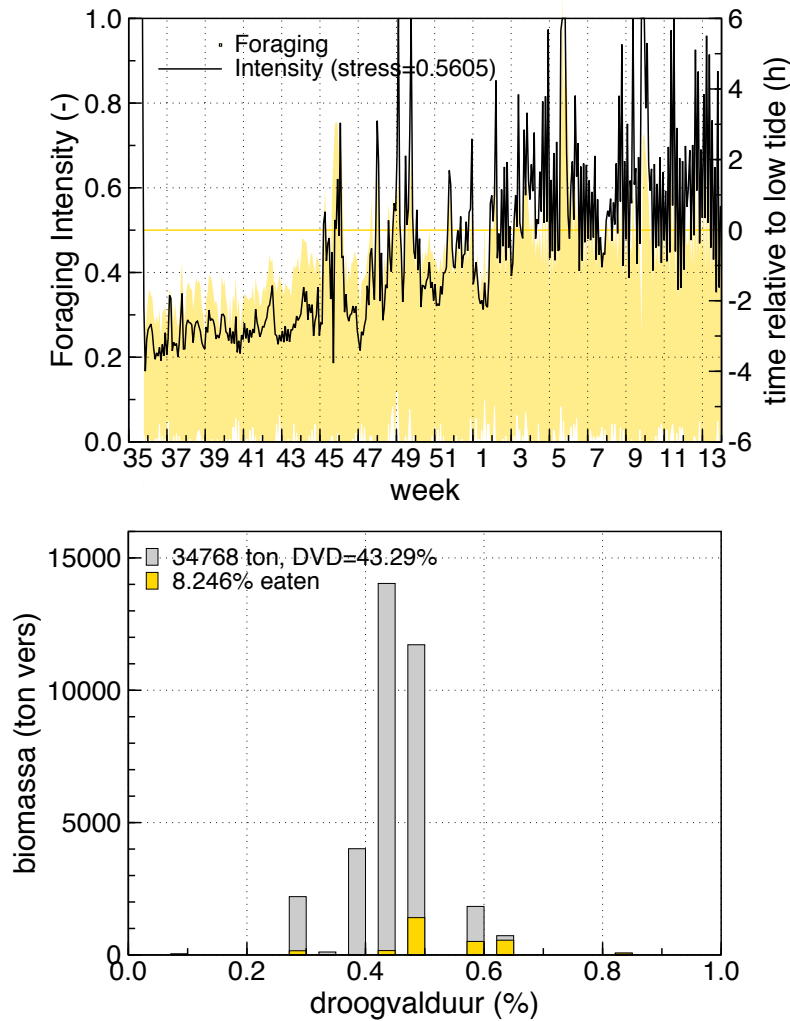 1.0
0.8
0.6
0.4
0.2
0.0
Foraging Intensity (-)
Foraging
Intensity (stress=0.5605)
6
4
2
0
-2
-4
-6
time relative to low tide (h)
35 37 39 41 43 45 47 49 51 1 3 5 7 9 11 13
week
15000
10000
5000
0
biomassa (ton vers)
34768 ton, DVD=43.29%
8.246% eaten
0.0 0.2 0.4 0.6 0.8 1.0
droogvalduur (%)